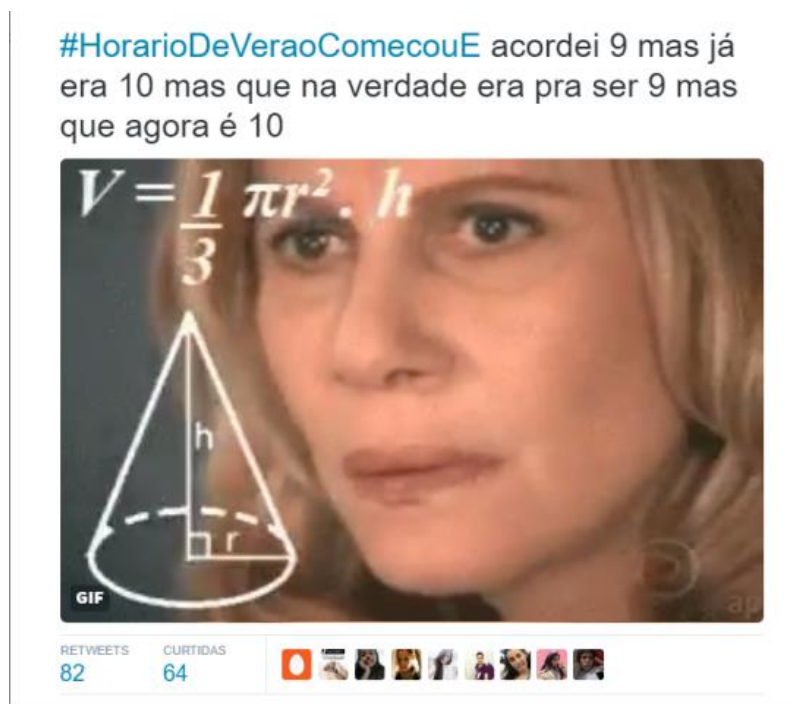 #HorarioDeVeraoComecouE acordei 9 mas já
era 10 mas que na verdade era pra ser 9 mas
que agora é 10
V = 1/3 πr². h
h
r
GIF
ap
RETWEETS CURTIDAS
82 64